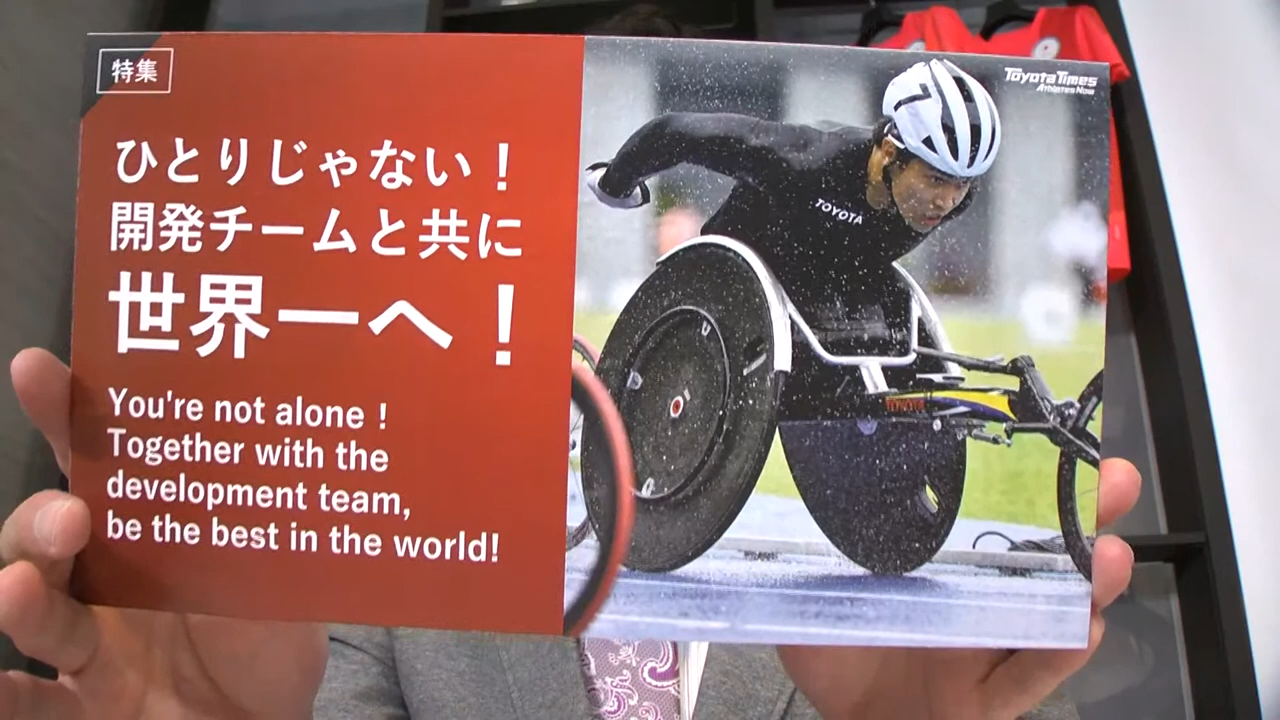 特集
ひとりじゃない！
開発チームと共に
世界一へ！
You're not alone !
Together with the
development team,
be the best in the world!
ToyotaTimes
Athletes Now
TOYOTA
TOYOTA